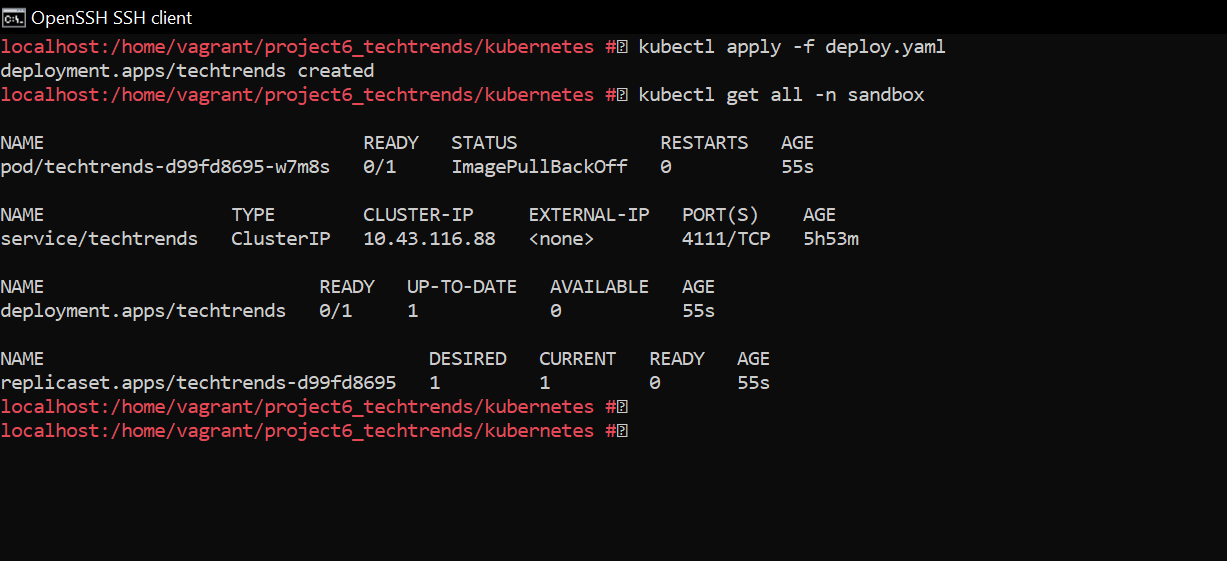 C:\. OpenSSH SSH client
localhost:/home/vagrant/project6_techtrends/kubernetes # kubectl apply -f deploy.yaml
deployment.apps/techtrends created
localhost:/home/vagrant/project6_techtrends/kubernetes # kubectl get all -n sandbox
NAME READY STATUS RESTARTS AGE
pod/techtrends-d99fd8695-w7m8s 0/1 ImagePullBackOff 0 55s
NAME TYPE CLUSTER-IP EXTERNAL-IP PORT(S) AGE
service/techtrends ClusterIP 10.43.116.88 <none> 4111/TCP 5h53m
NAME READY UP-TO-DATE AVAILABLE AGE
deployment.apps/techtrends 0/1 1 0 55s
NAME DESIRED CURRENT READY AGE
replicaset.apps/techtrends-d99fd8695 1 1 0 55s
localhost:/home/vagrant/project6_techtrends/kubernetes #
localhost:/home/vagrant/project6_techtrends/kubernetes #